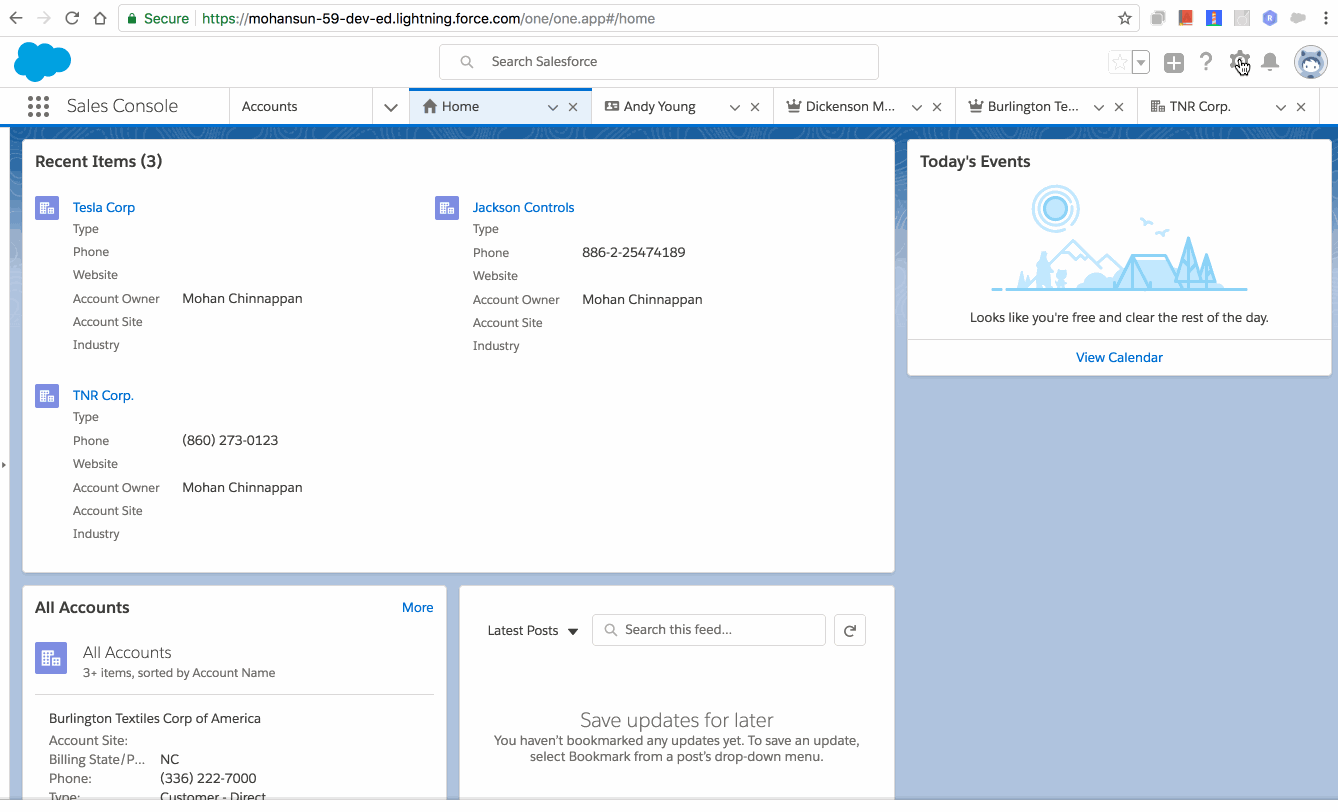 Secure https://mohansun-59-dev-ed.lightning.force.com/one/one.app#/home
Search Salesforce
Sales Console Accounts Home Andy Young Dickenson M... Burlington Te... TNR Corp.
Recent Items (3)
Tesla Corp
Type
Phone
Website
Account Owner Mohan Chinnappan
Account Site
Industry
Jackson Controls
Type
Phone 886-2-25474189
Website
Account Owner Mohan Chinnappan
Account Site
Industry
TNR Corp.
Type
Phone (860) 273-0123
Website
Account Owner Mohan Chinnappan
Account Site
Industry
Today's Events
Looks like you're free and clear the rest of the day.
View Calendar
All Accounts More
All Accounts
3+ items, sorted by Account Name
Burlington Textiles Corp of America
Account Site:
Billing State/P... NC
Phone: (336) 222-7000
Type: Customer - Direct
Latest Posts Search this feed...
Save updates for later
You haven't bookmarked any updates yet. To save an update,
select Bookmark from a post's drop-down menu.